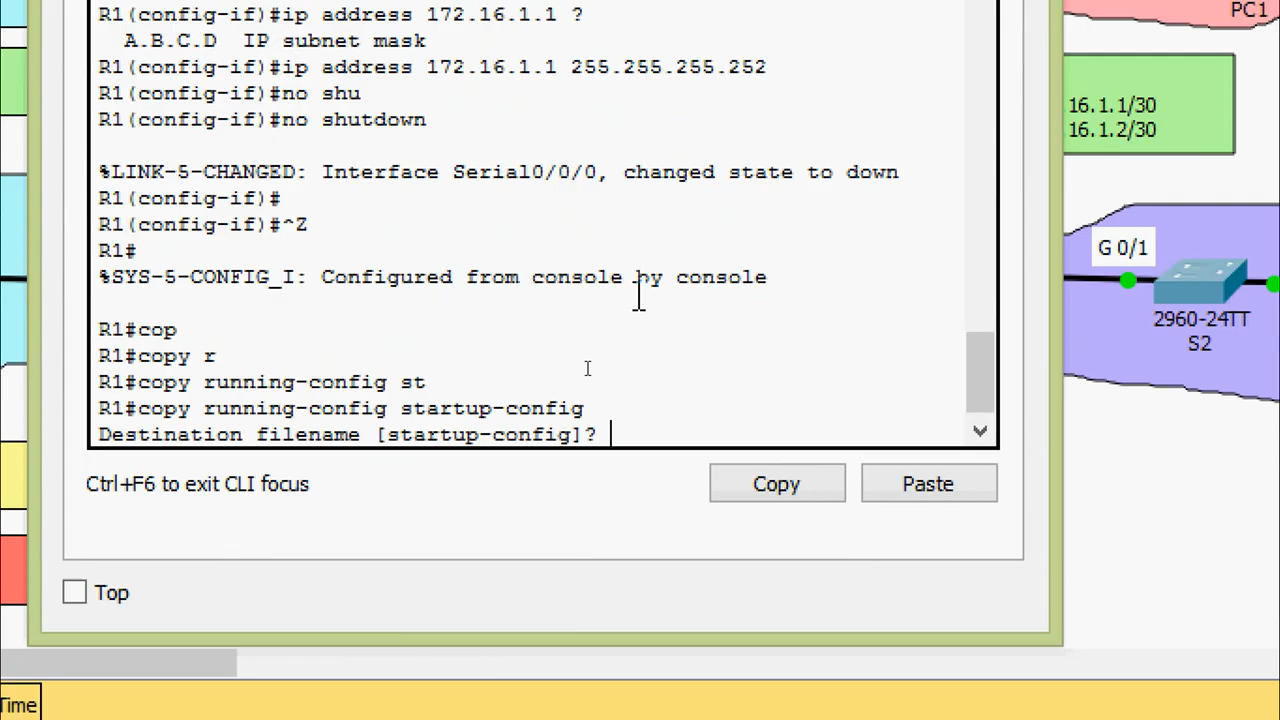 R1(config-if)#ip address 172.16.1.1 ?
A.B.C.D IP subnet mask
R1(config-if)#ip address 172.16.1.1 255.255.255.252
R1(config-if)#no shu
R1(config-if)#no shutdown
%LINK-5-CHANGED: Interface Serial0/0/0, changed state to down
R1(config-if)#
R1(config-if)#^Z
R1#
%SYS-5-CONFIG_I: Configured from console by console
R1#cop
R1#copy r
R1#copy running-config st
R1#copy running-config startup-config
Destination filename [startup-config]?
Ctrl+F6 to exit CLI focus
Copy
Paste
Top
PC1
16.1.1/30
16.1.2/30
G 0/1
2960-24TT
S2
Time